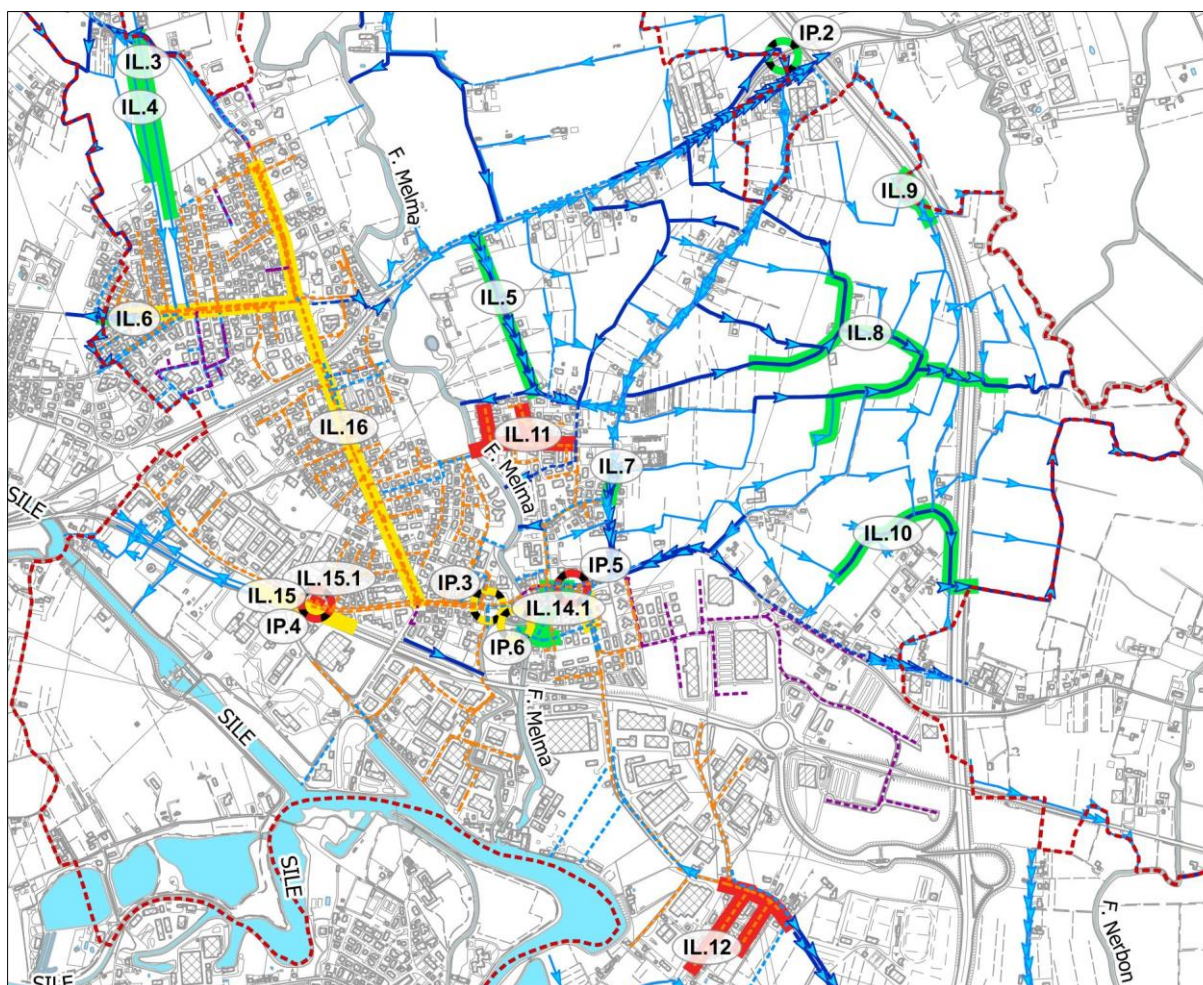 IL.3
IP.2
IL.4
F. Melma
IL.9
IL.5
IL.6
IL.8
IL.16
IL.11
F. Melma
IL.7
SILE
IL.10
IL.15.1
IP.3
IP.5
IL.15
IL.14.1
IP.4
IP.6
F. Melma
SILE
SILE
IL.12
F. Nerbon
SILE